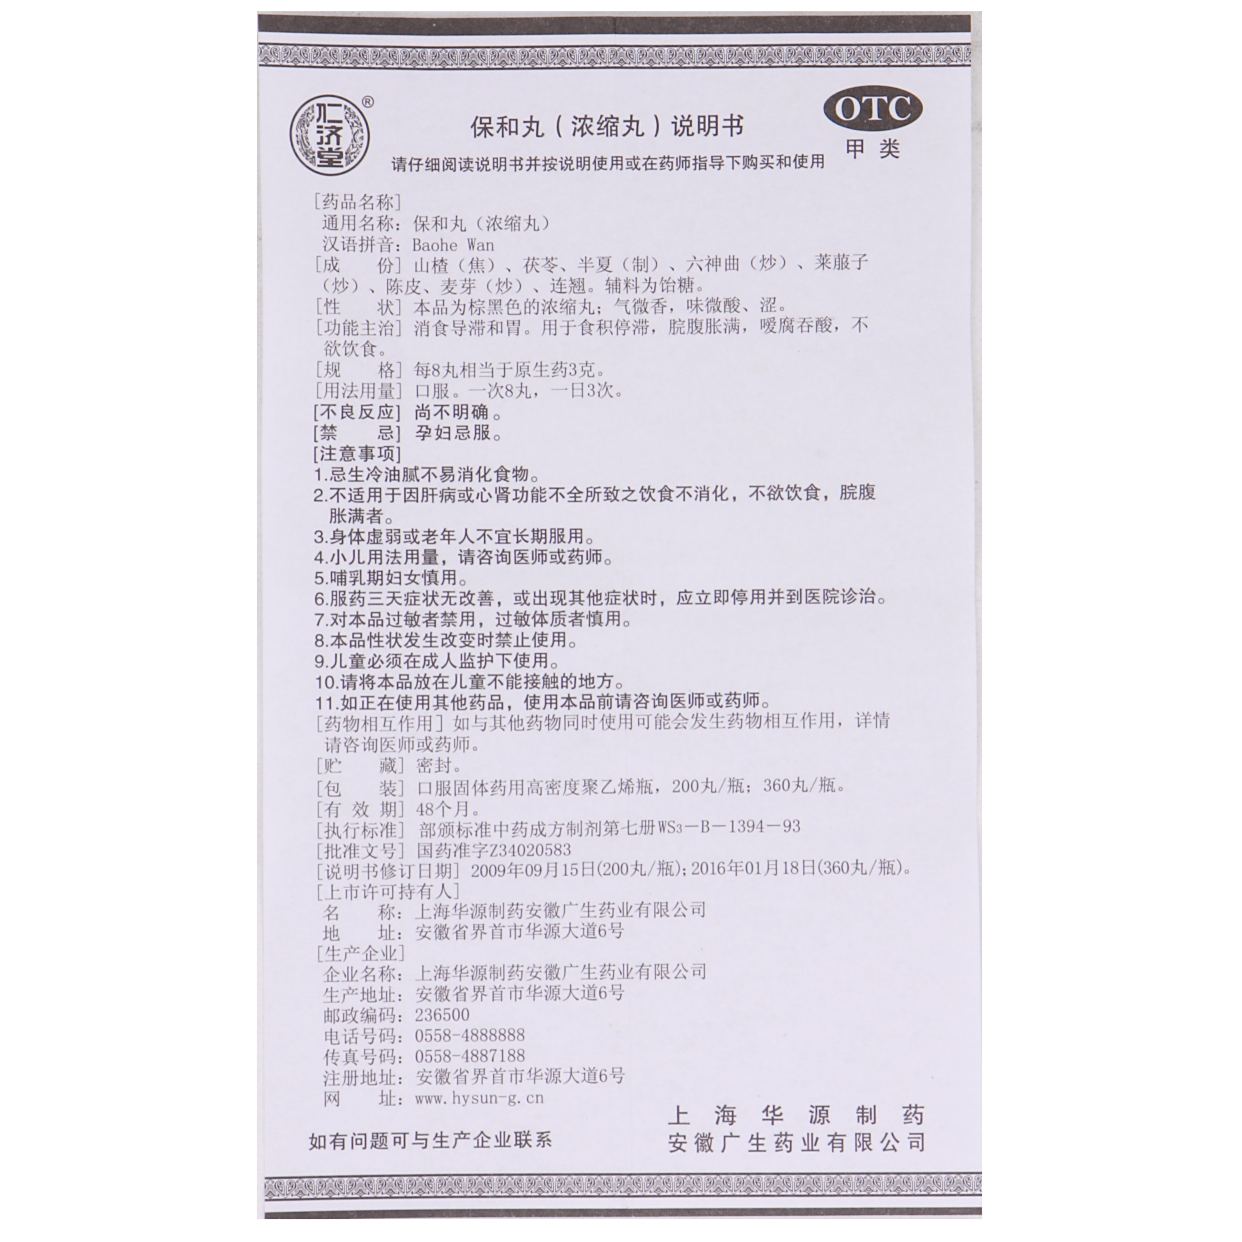 仁济堂®
OTC
甲类
保和丸（浓缩丸）说明书
请仔细阅读说明书并按说明使用或在药师指导下购买和使用
[药品名称]
通用名称：保和丸（浓缩丸）
汉语拼音：Baohe Wan
[成　　份] 山楂（焦）、茯苓、半夏（制）、六神曲（炒）、莱菔子
（炒）、陈皮、麦芽（炒）、连翘。辅料为饴糖。
[性　　状] 本品为棕黑色的浓缩丸；气微香，味微酸、涩。
[功能主治] 消食导滞和胃。用于食积停滞，脘腹胀满，嗳腐吞酸，不
欲饮食。
[规　　格] 每8丸相当于原生药3克。
[用法用量] 口服。一次8丸，一日3次。
[不良反应] 尚不明确。
[禁　　忌] 孕妇忌服。
[注意事项]
1.忌生冷油腻不易消化食物。
2.不适用于因肝病或心肾功能不全所致之饮食不消化，不欲饮食，脘腹
胀满者。
3.身体虚弱或老年人不宜长期服用。
4.小儿用法用量，请咨询医师或药师。
5.哺乳期妇女慎用。
6.服药三天症状无改善，或出现其他症状时，应立即停用并到医院诊治。
7.对本品过敏者禁用，过敏体质者慎用。
8.本品性状发生改变时禁止使用。
9.儿童必须在成人监护下使用。
10.请将本品放在儿童不能接触的地方。
11.如正在使用其他药品，使用本品前请咨询医师或药师。
[药物相互作用] 如与其他药物同时使用可能会发生药物相互作用，详情
请咨询医师或药师。
[贮　　藏] 密封。
[包　　装] 口服固体药用高密度聚乙烯瓶，200丸/瓶；360丸/瓶。
[有 效 期] 48个月。
[执行标准] 部颁标准中药成方制剂第七册WS3－B－1394－93
[批准文号] 国药准字Z34020583
[说明书修订日期] 2009年09月15日(200丸/瓶);2016年01月18日(360丸/瓶)。
[上市许可持有人]
名　　称：上海华源制药安徽广生药业有限公司
地　　址：安徽省界首市华源大道6号
[生产企业]
企业名称：上海华源制药安徽广生药业有限公司
生产地址：安徽省界首市华源大道6号
邮政编码：236500
电话号码：0558-4888888
传真号码：0558-4887188
注册地址：安徽省界首市华源大道6号
网　　址：www.hysun-g.cn
如有问题可与生产企业联系
上海华源制药
安徽广生药业有限公司